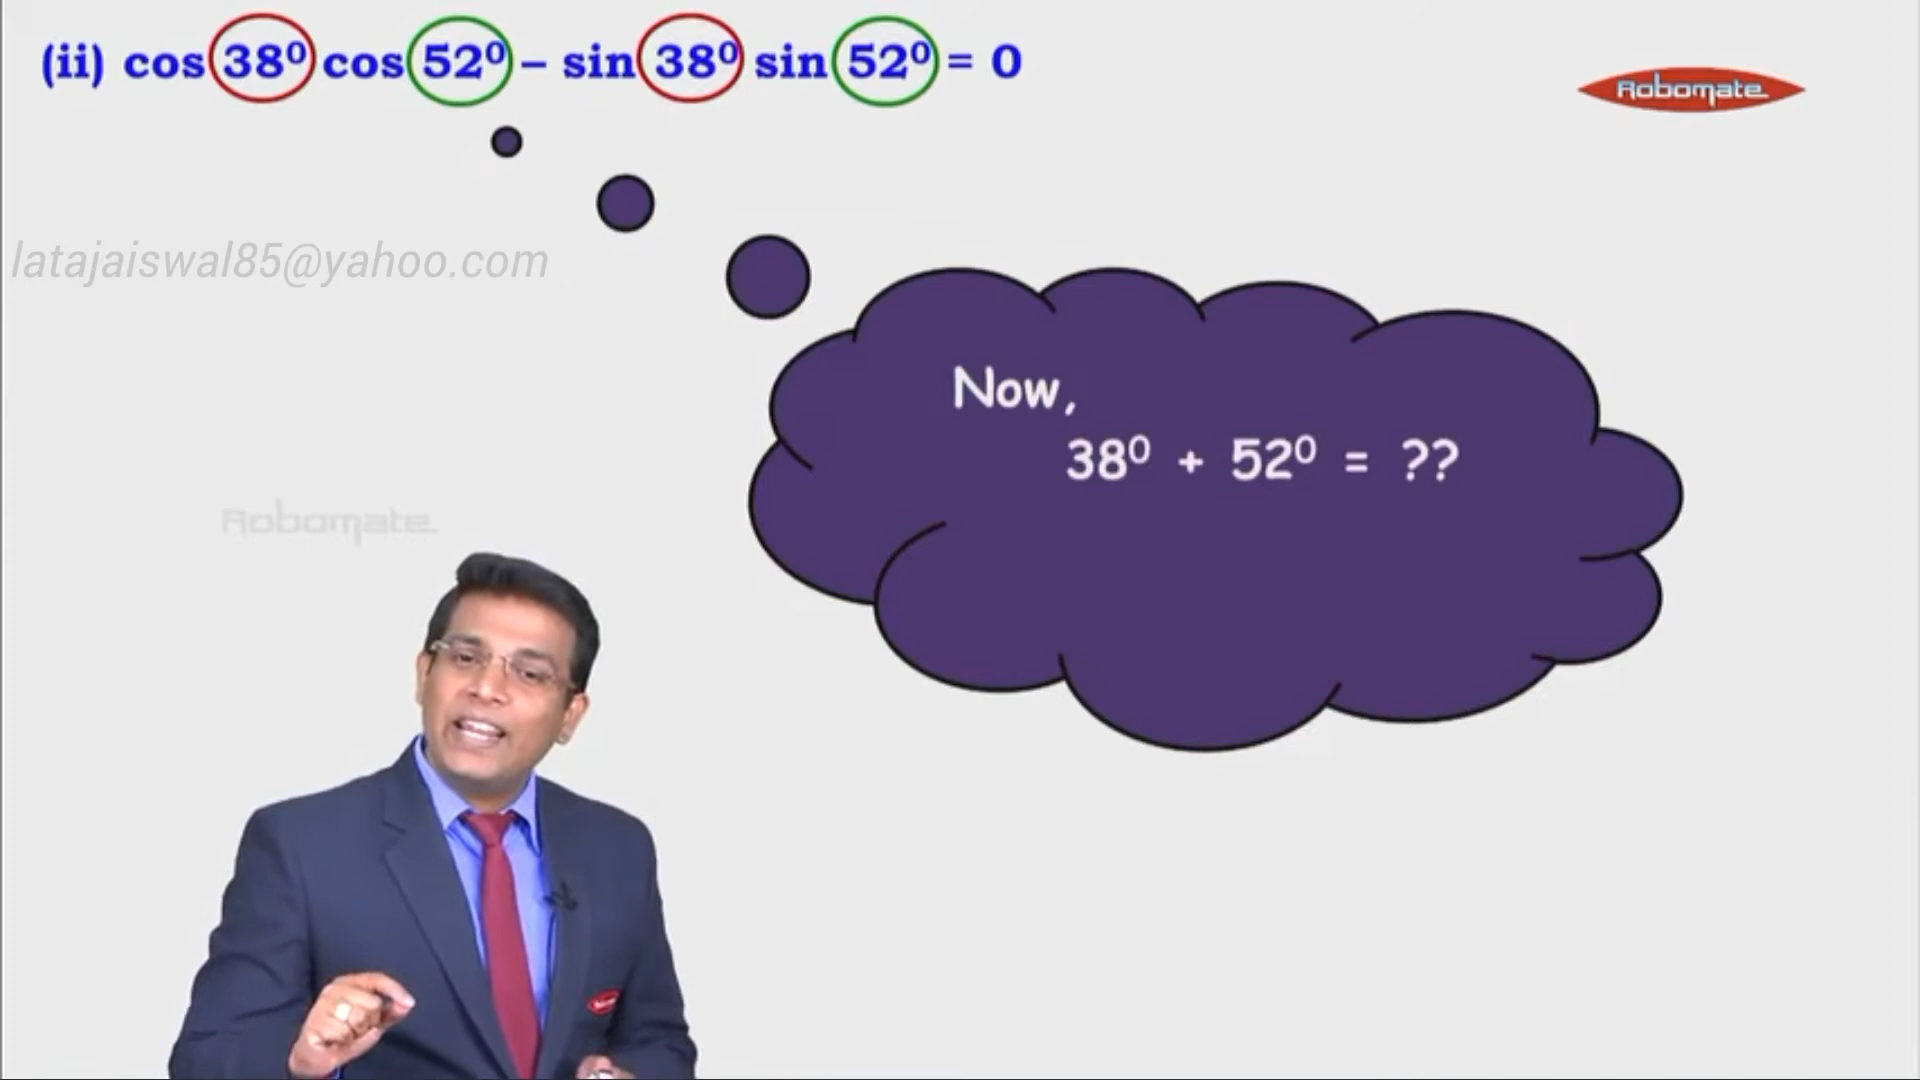 (ii) cos 38⁰ cos 52⁰ – sin 38⁰ sin 52⁰ = 0
Robomate
latajaiswal85@yahoo.com
Now,
38⁰ + 52⁰ = ??
Robomate